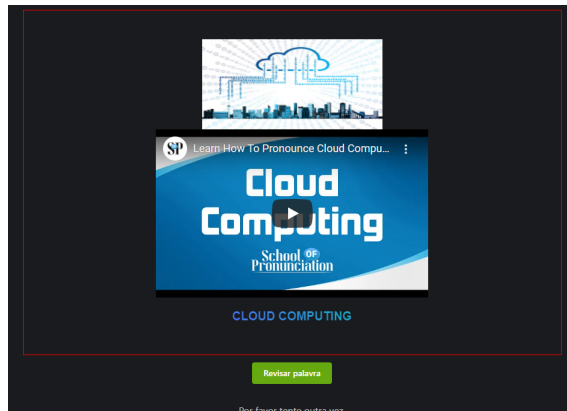 SP Learn How To Pronounce Cloud Compu...
Cloud
Computing
School OF
Pronunciation
CLOUD COMPUTING
Revisar palavra
Por favor tente outra vez